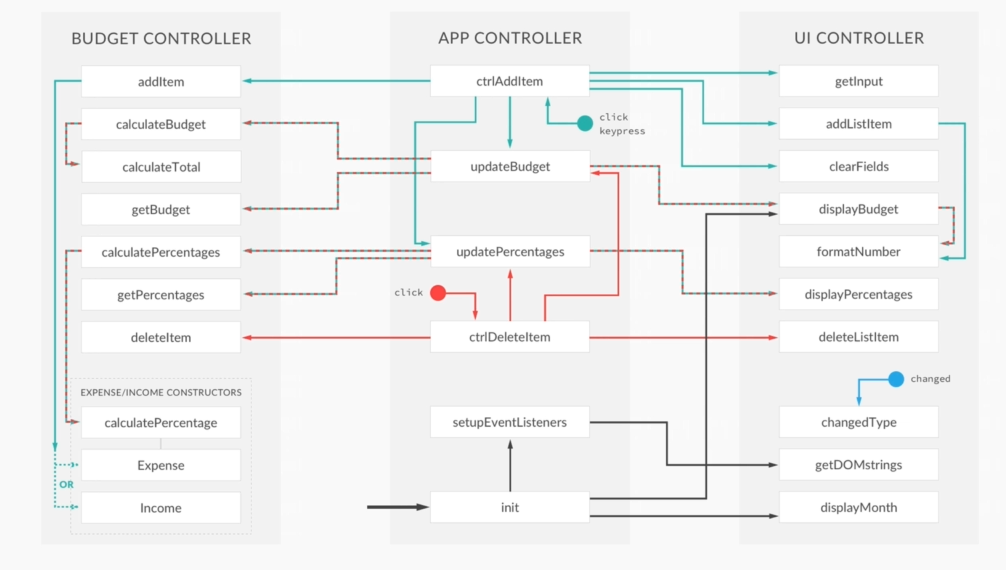 BUDGET CONTROLLER
addItem
calculateBudget
calculateTotal
getBudget
calculatePercentages
getPercentages
deleteItem
EXPENSE/INCOME CONSTRUCTORS
calculatePercentage
Expense
OR
Income
APP CONTROLLER
ctrlAddItem
click
keypress
updateBudget
updatePercentages
click
ctrlDeleteItem
setupEventListeners
init
UI CONTROLLER
getInput
addListItem
clearFields
displayBudget
formatNumber
displayPercentages
deleteListItem
changed
changedType
getDOMstrings
displayMonth